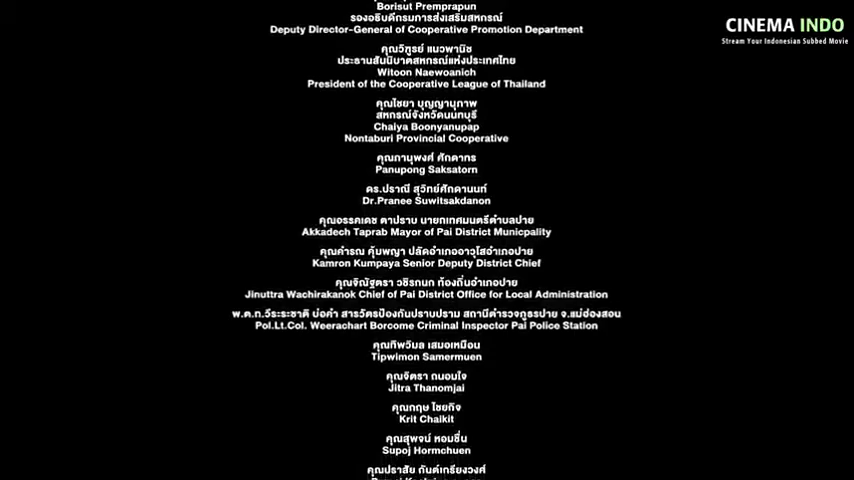 Borisut Premprapun
รองอธิบดีกรมการส่งเสริมสหกรณ์
Deputy Director-General of Cooperative Promotion Department
คุณวิฑูรย์ แนวพานิช
ประธานสันนิบาตสหกรณ์แห่งประเทศไทย
Witoon Naewoanich
President of the Cooperative League of Thailand
คุณไชยา บุญญานุภาพ
สหกรณ์จังหวัดนนทบุรี
Chaiya Boonyanupap
Nontaburi Provincial Cooperative
คุณภานุพงศ์ ศักดาทร
Panupong Saksatorn
ดร.ปราณี สุวิทย์ศักดานนท์
Dr.Pranee Suwitsakdanon
คุณอรรคเดช ตาปราบ นายกเทศมนตรีตำบลปาย
Akkadech Taprab Mayor of Pai District Municpality
คุณคำรณ คุ้มพญา ปลัดอำเภออาวุโสอำเภอปาย
Kamron Kumpaya Senior Deputy District Chief
คุณจิณัฐตรา วชิรกนก ท้องถิ่นอำเภอปาย
Jinuttra Wachirakanok Chief of Pai District Office for Local Administration
พ.ต.ท.วีระชาติ บ่อคำ สารวัตรป้องกันปราบปราม สถานีตำรวจภูธรปาย จ.แม่ฮ่องสอน
Pol.Lt.Col. Weerachart Borcome Criminal Inspector Pai Police Station
คุณทิพวิมล เสมอเหมือน
Tipwimon Samermuen
คุณจิตรา ถนอมใจ
Jitra Thanomjai
คุณกฤษ ไชยกิจ
Krit Chaikit
คุณสุพจน์ หอมชื่น
Supoj Hormchuen
คุณปราสัย กันต์เกรียงวงศ์
CINEMA INDO
Stream Your Indonesian Subbed Movie